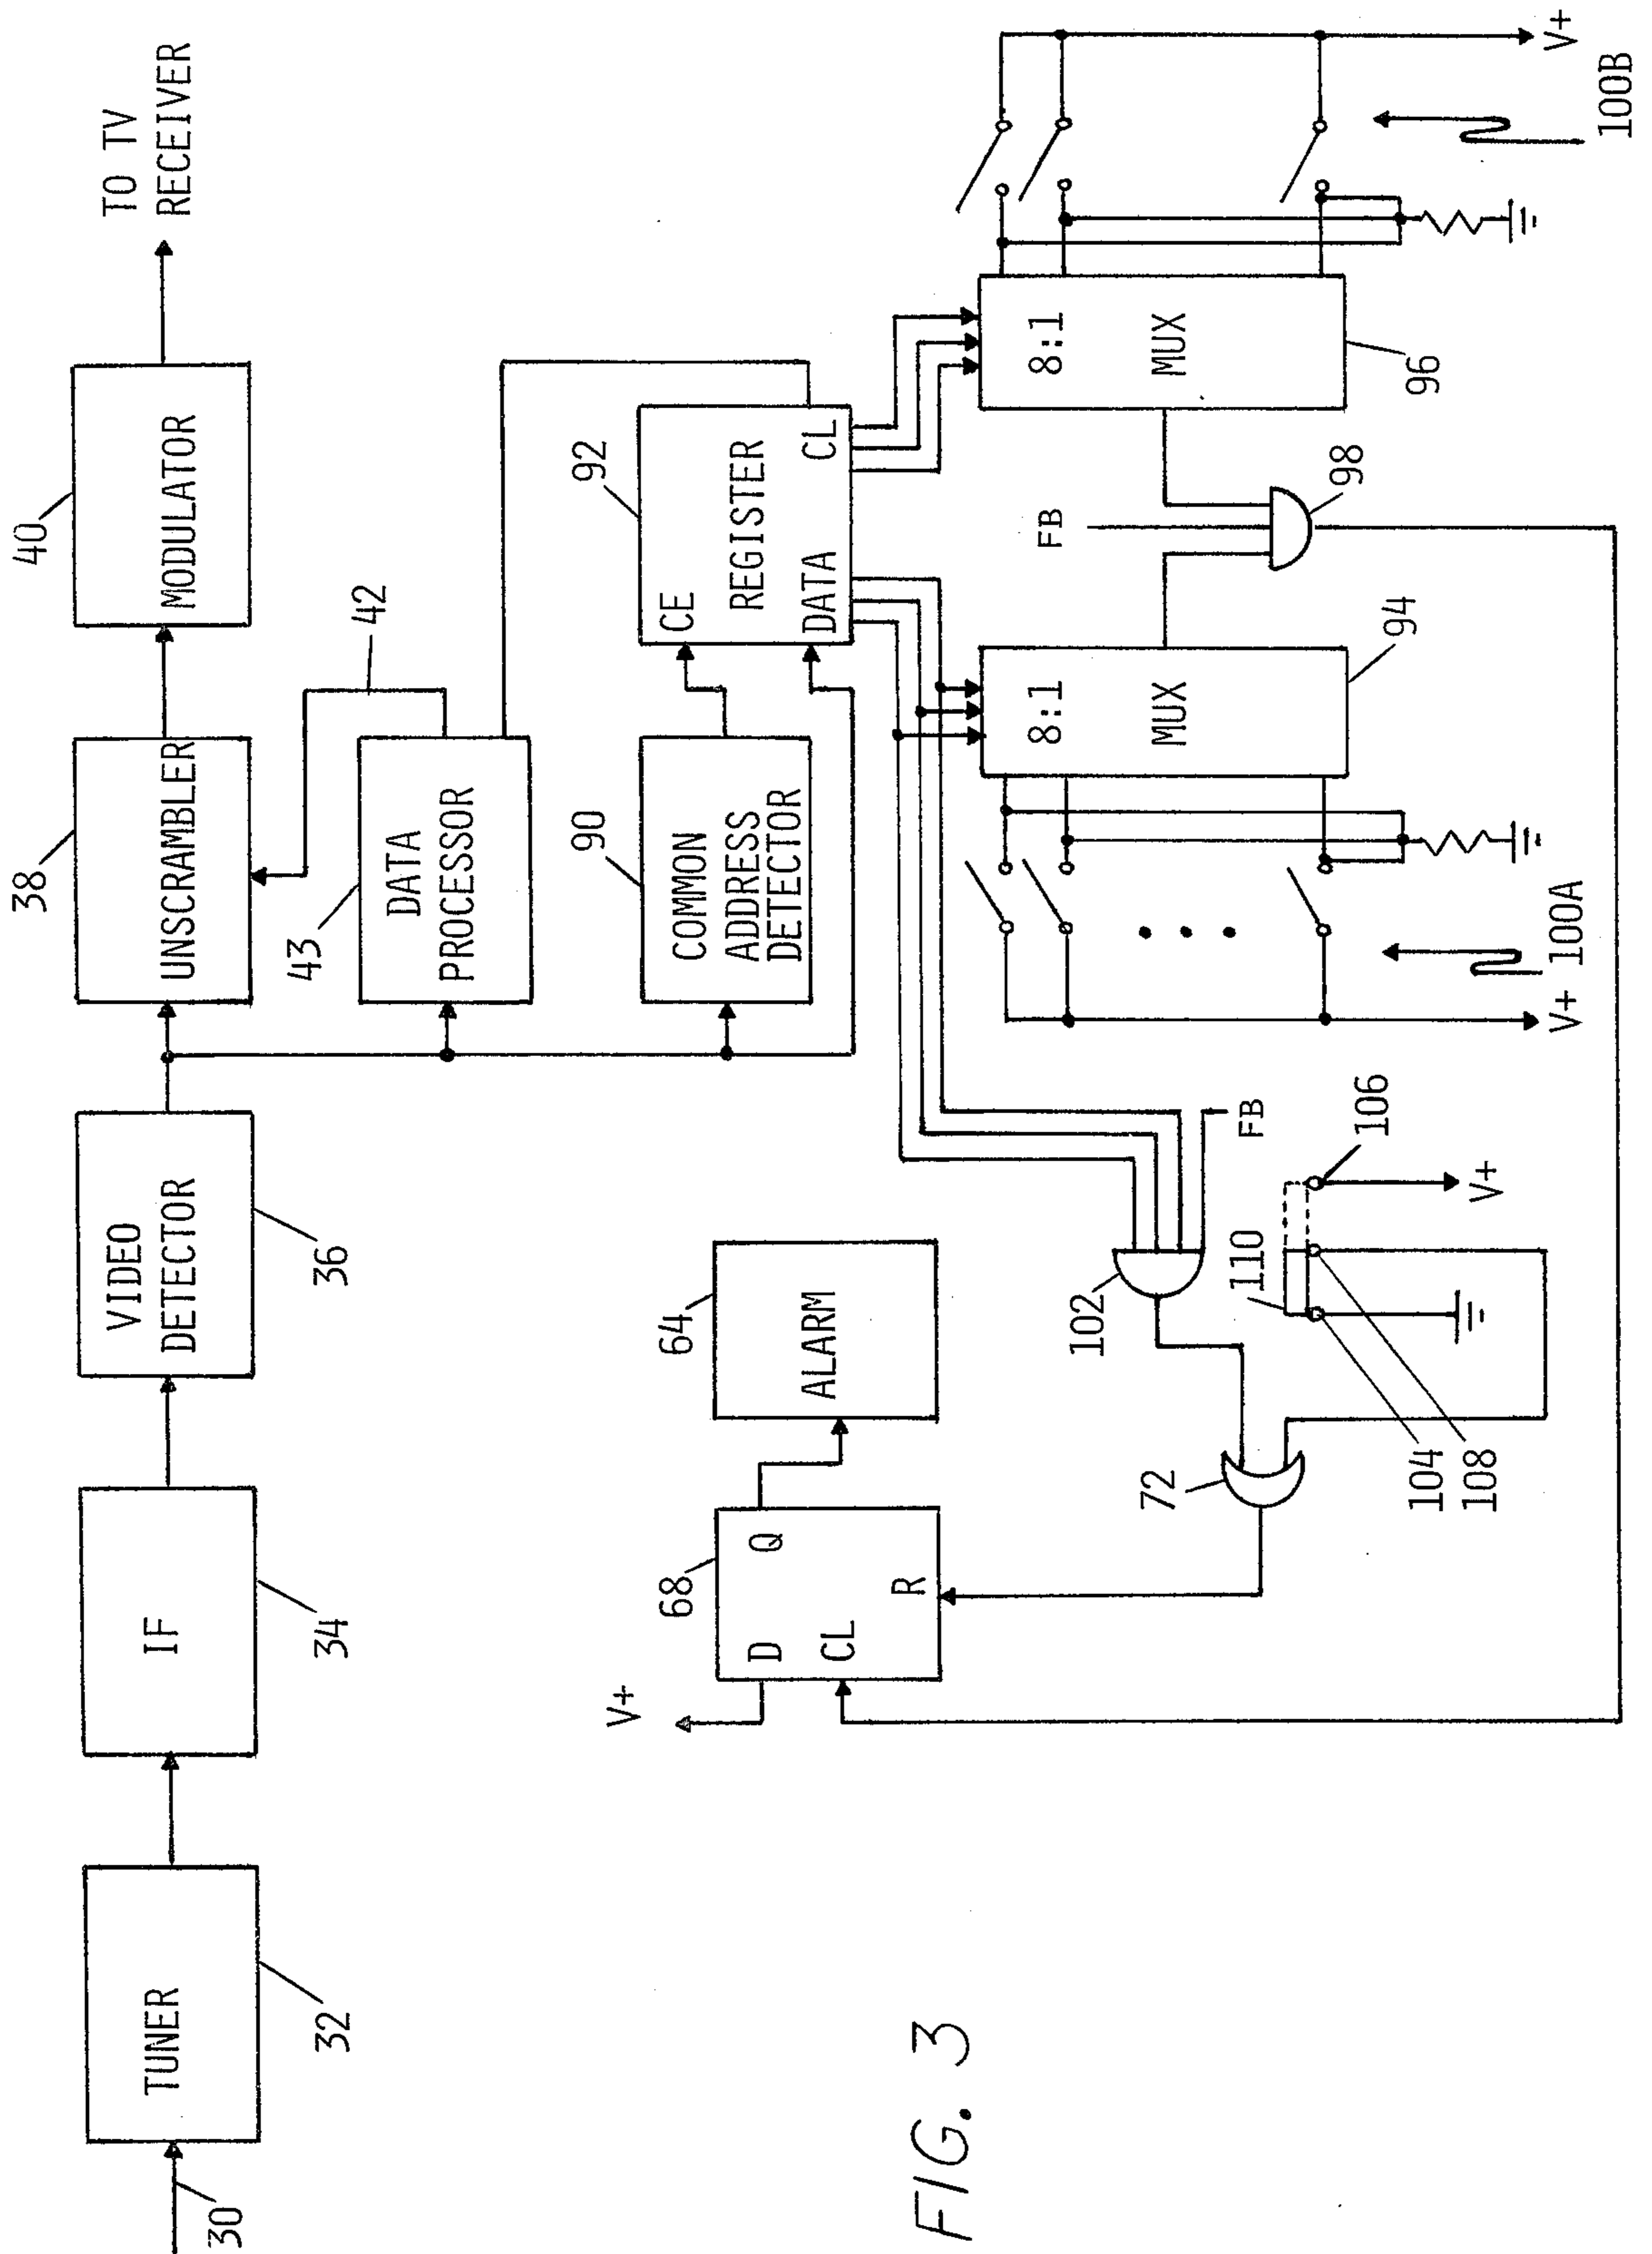 30
TUNER
32
IF
34
VIDEO
DETECTOR
36
UNSCRAMBLER
38
MODULATOR
40
TO TV
RECEIVER
42
DATA
PROCESSOR
43
COMMON
ADDRESS
DETECTOR
90
CE
REGISTER
DATA
CL
92
8:1
MUX
94
8:1
MUX
96
FB
98
100A
V+
100B
V+
V+
D
Q
CL
R
68
ALARM
64
102
FB
72
110
106
V+
104
108
FIG. 3